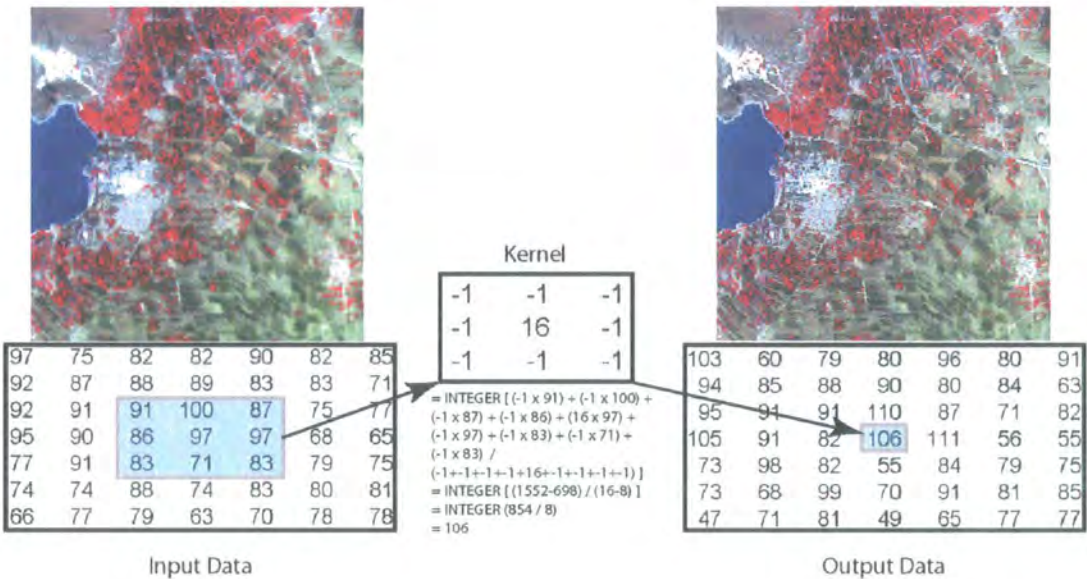 Kernel
-1 -1 -1
-1 16 -1
-1 -1 -1
97 75 82 82 90 82 85
92 87 88 89 83 83 71
92 91 91 100 87 75 77
95 90 86 97 97 68 65
77 91 83 71 83 79 75
74 74 88 74 83 80 81
66 77 79 63 70 78 78
= INTEGER [ (-1 x 91) + (-1 x 100) +
(-1 x 87) + (-1 x 86) + (16 x 97) +
(-1 x 97) + (-1 x 83) + (-1 x 71) +
(-1 x 83) /
(-1+-1+-1+-1+16+-1+-1+-1+-1) ]
= INTEGER [ (1552-698) / (16-8) ]
= INTEGER (854 / 8)
= 106
103 60 79 80 96 80 91
94 85 88 90 80 84 63
95 91 91 110 87 71 82
105 91 82 106 111 56 55
73 98 82 55 84 79 75
73 68 99 70 91 81 85
47 71 81 49 65 77 77
Input Data
Output Data